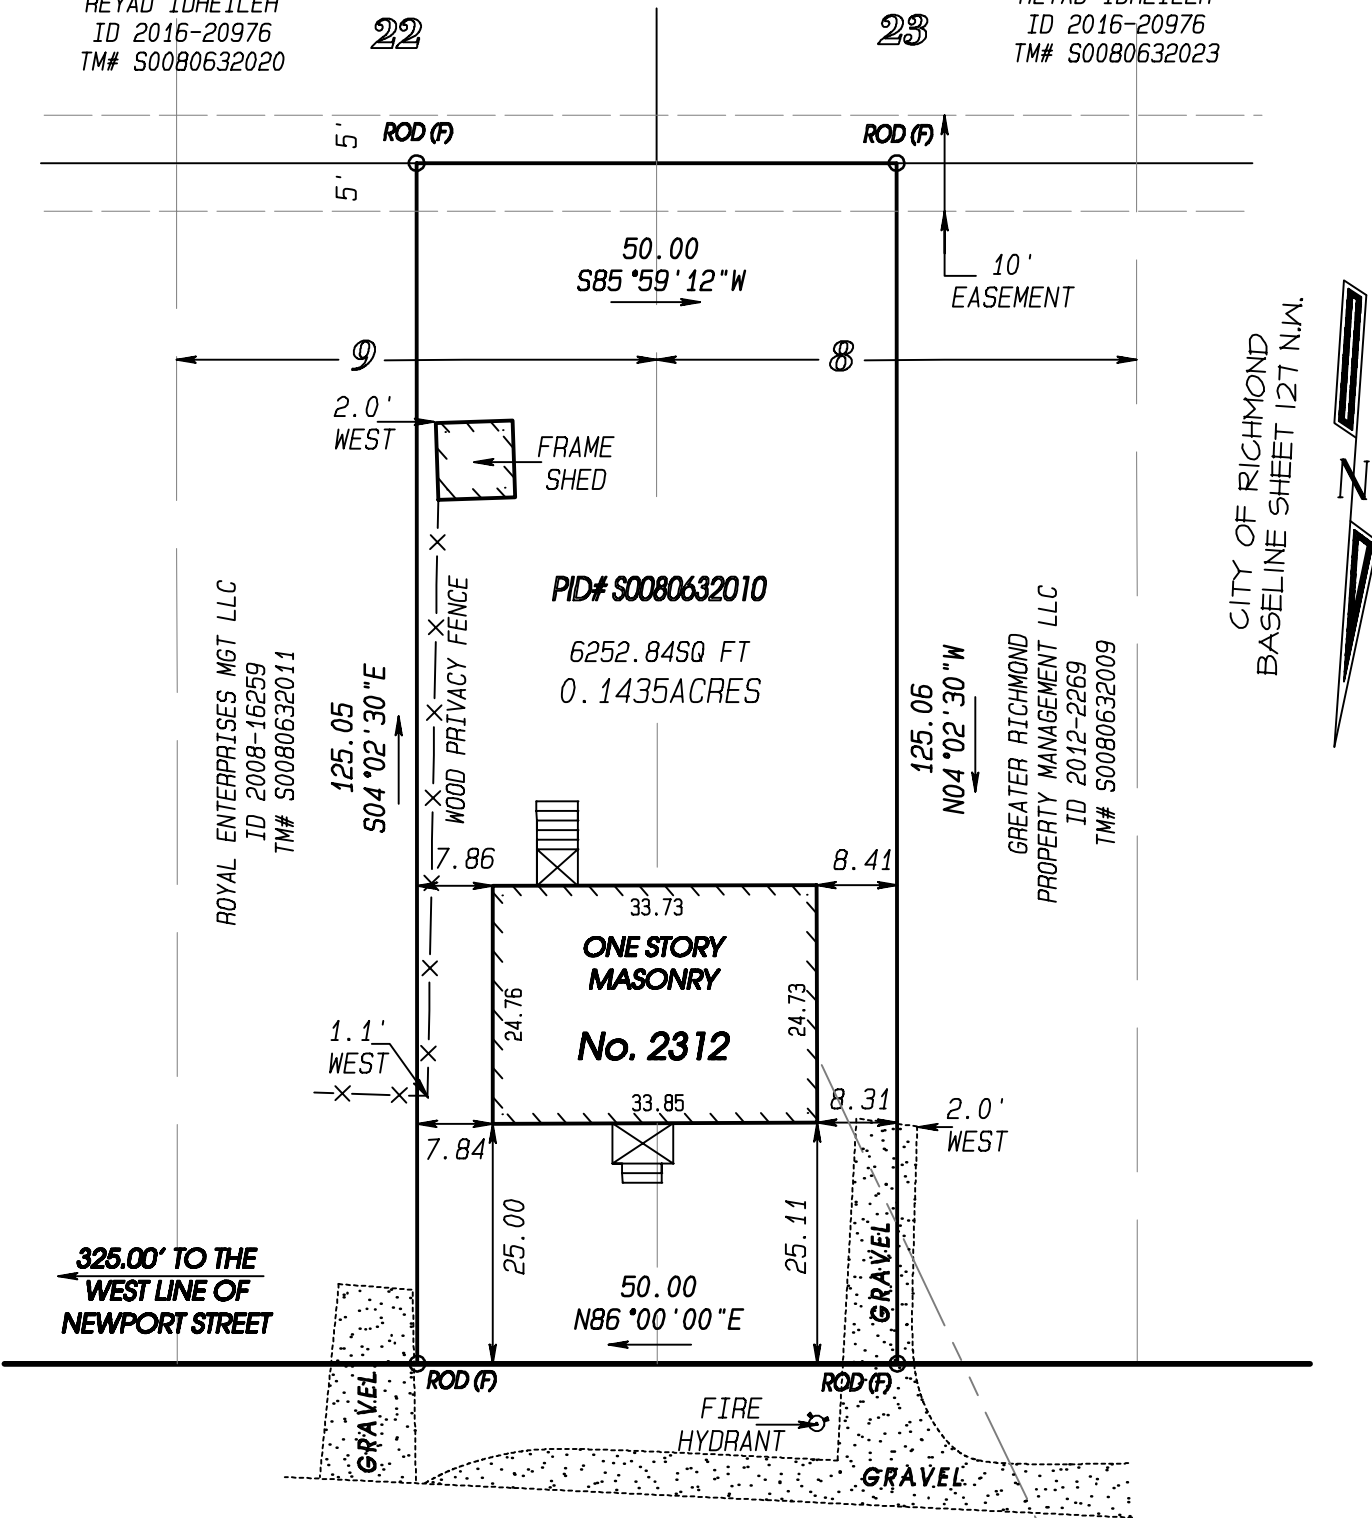 REYAD IDHEILEH
ID 2016-20976
TM# S0080632020
22
23
REYAD IDHEILEH
ID 2016-20976
TM# S0080632023
5'
5'
ROD (F)
ROD (F)
50.00
S85°59'12"W
10'
EASEMENT
9
8
2.0'
WEST
FRAME
SHED
CITY OF RICHMOND
BASELINE SHEET 127 N.W.
N
PID# S0080632010
6252.84SQ FT
0.1435ACRES
ROYAL ENTERPRISES MGT LLC
ID 2008-16259
TM# S0080632011
125.05
S04°02'30"E
WOOD PRIVACY FENCE
125.06
N04°02'30"W
GREATER RICHMOND
PROPERTY MANAGEMENT LLC
ID 2012-2269
TM# S0080632009
7.86
8.41
33.73
ONE STORY
MASONRY
24.76
24.73
No. 2312
1.1'
WEST
33.85
8.31
2.0'
WEST
7.84
25.00
25.11
GRAVEL
325.00' TO THE
WEST LINE OF
NEWPORT STREET
50.00
N86°00'00"E
ROD (F)
ROD (F)
GRAVEL
FIRE
HYDRANT
GRAVEL